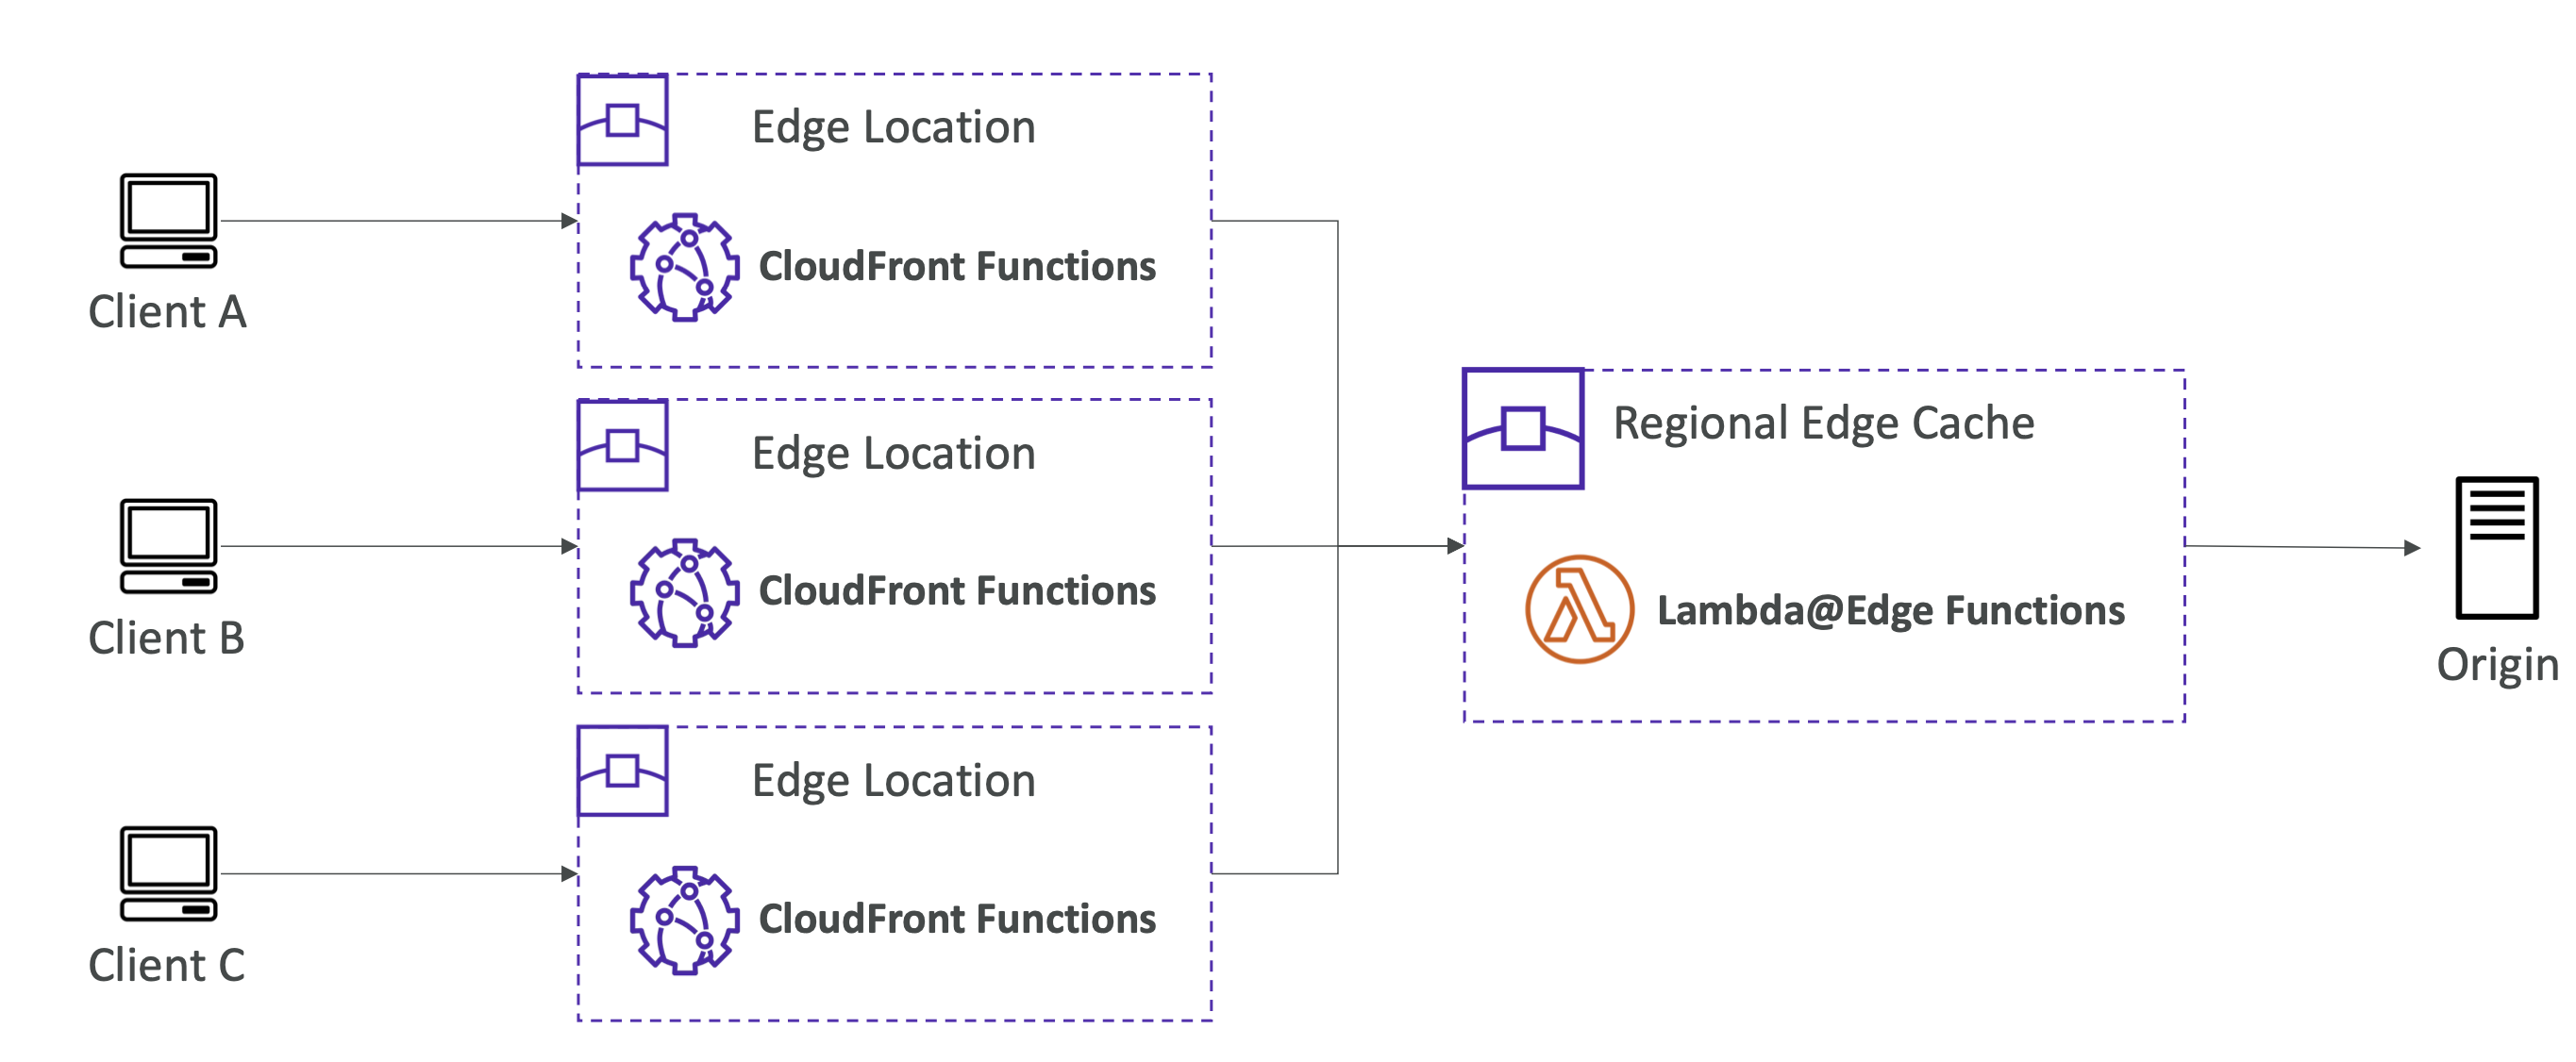 Edge Location
CloudFront Functions
Client A
Edge Location
CloudFront Functions
Client B
Edge Location
CloudFront Functions
Client C
Regional Edge Cache
Lambda@Edge Functions
Origin